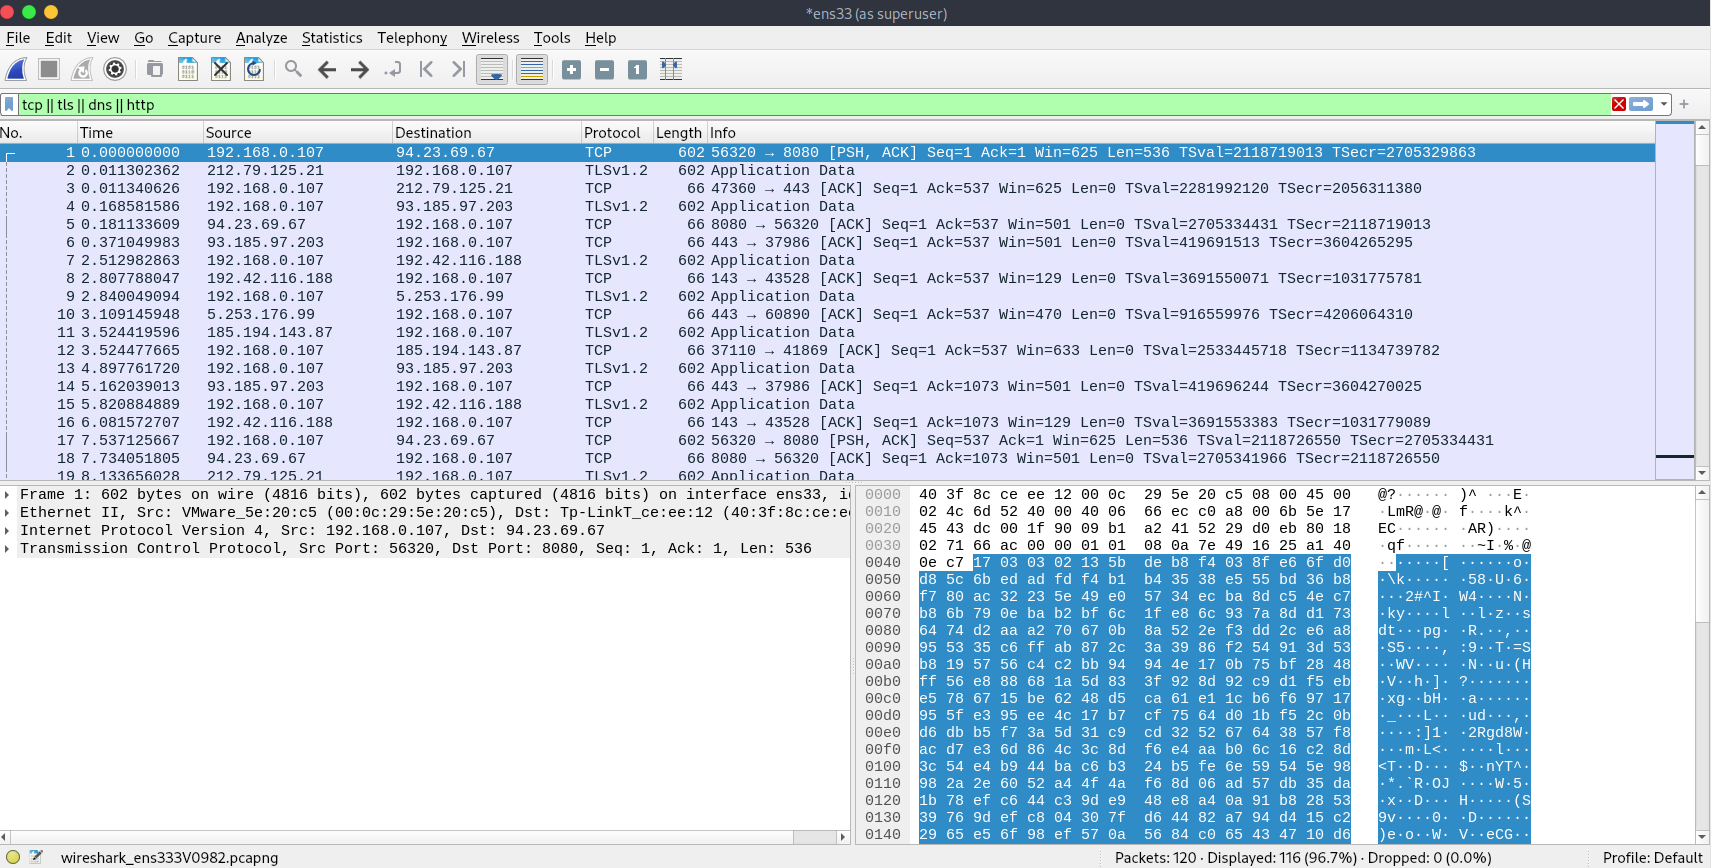 *ens33 (as superuser)
File Edit View Go Capture Analyze Statistics Telephony Wireless Tools Help
tcp || tls || dns || http
No. Time Source Destination Protocol Length Info
1 0.000000000 192.168.0.107 94.23.69.67 TCP 602 56320 → 8080 [PSH, ACK] Seq=1 Ack=1 Win=625 Len=536 TSval=2118719013 TSecr=2705329863
2 0.011302362 212.79.125.21 192.168.0.107 TLSv1.2 602 Application Data
3 0.011340626 192.168.0.107 212.79.125.21 TCP 66 47360 → 443 [ACK] Seq=1 Ack=537 Win=625 Len=0 TSval=2281992120 TSecr=2056311380
4 0.168581586 192.168.0.107 93.185.97.203 TLSv1.2 602 Application Data
5 0.181133609 94.23.69.67 192.168.0.107 TCP 66 8080 → 56320 [ACK] Seq=1 Ack=537 Win=501 Len=0 TSval=2705334431 TSecr=2118719013
6 0.371049983 93.185.97.203 192.168.0.107 TCP 66 443 → 37986 [ACK] Seq=1 Ack=537 Win=501 Len=0 TSval=419691513 TSecr=3604265295
7 2.512982863 192.168.0.107 192.42.116.188 TLSv1.2 602 Application Data
8 2.807788047 192.42.116.188 192.168.0.107 TCP 66 143 → 43528 [ACK] Seq=1 Ack=537 Win=129 Len=0 TSval=3691550071 TSecr=1031775781
9 2.840049094 192.168.0.107 5.253.176.99 TLSv1.2 602 Application Data
10 3.109145948 5.253.176.99 192.168.0.107 TCP 66 443 → 60890 [ACK] Seq=1 Ack=537 Win=470 Len=0 TSval=916559976 TSecr=4206064310
11 3.524419596 185.194.143.87 192.168.0.107 TLSv1.2 602 Application Data
12 3.524477665 192.168.0.107 185.194.143.87 TCP 66 37110 → 41869 [ACK] Seq=1 Ack=537 Win=633 Len=0 TSval=2533445718 TSecr=1134739782
13 4.897761720 192.168.0.107 93.185.97.203 TLSv1.2 602 Application Data
14 5.162039013 93.185.97.203 192.168.0.107 TCP 66 443 → 37986 [ACK] Seq=1 Ack=1073 Win=501 Len=0 TSval=419696244 TSecr=3604270025
15 5.820884889 192.168.0.107 192.42.116.188 TLSv1.2 602 Application Data
16 6.081572707 192.42.116.188 192.168.0.107 TCP 66 143 → 43528 [ACK] Seq=1 Ack=1073 Win=129 Len=0 TSval=3691553383 TSecr=1031779089
17 7.537125667 192.168.0.107 94.23.69.67 TCP 602 56320 → 8080 [PSH, ACK] Seq=537 Ack=1 Win=625 Len=536 TSval=2118726550 TSecr=2705334431
18 7.734051805 94.23.69.67 192.168.0.107 TCP 66 8080 → 56320 [ACK] Seq=1 Ack=1073 Win=501 Len=0 TSval=2705341966 TSecr=2118726550
19 8.133656028 212.79.125.21 192.168.0.107 TLSv1.2 602 Application Data
Frame 1: 602 bytes on wire (4816 bits), 602 bytes captured (4816 bits) on interface ens33, i
Ethernet II, Src: VMware_5e:20:c5 (00:0c:29:5e:20:c5), Dst: Tp-LinkT_ce:ee:12 (40:3f:8c:ce:e
Internet Protocol Version 4, Src: 192.168.0.107, Dst: 94.23.69.67
Transmission Control Protocol, Src Port: 56320, Dst Port: 8080, Seq: 1, Ack: 1, Len: 536
0000 40 3f 8c ce ee 12 00 0c 29 5e 20 c5 08 00 45 00 @?······ )^ ···E·
0010 02 4c 6d 52 40 00 40 06 66 ec c0 a8 00 6b 5e 17 ·LmR@·@· f····k^·
0020 45 43 dc 00 1f 90 09 b1 a2 41 52 29 d0 eb 80 18 EC······ ·AR)····
0030 02 71 66 ac 00 00 01 01 08 0a 7e 49 16 25 a1 40 ·qf····· ··~I·%·@
0040 0e c7 17 03 03 02 13 5b de b8 f4 03 8f e6 6f d0 ·······[ ······o·
0050 d8 5c 6b ed ad fd f4 b1 b4 35 38 e5 55 bd 36 b8 ·\k····· ·58·U·6·
0060 f7 80 ac 32 23 5e 49 e0 57 34 ec ba 8d c5 4e c7 ···2#^I· W4····N·
0070 b8 6b 79 0e ba b2 bf 6c 1f e8 6c 93 7a 8d d1 73 ·ky····l ··l·z··s
0080 64 74 d2 aa a2 70 67 0b 8a 52 2e f3 dd 2c e6 a8 dt···pg· ·R.··,··
0090 95 53 35 c6 ff ab 87 2c 3a 39 86 f2 54 91 3d 53 ·S5····, :9··T·=S
00a0 b8 19 57 56 c4 c2 bb 94 94 4e 17 0b 75 bf 28 48 ··WV···· ·N··u·(H
00b0 ff 56 e8 88 68 1a 5d 83 3f 92 8d 92 c9 d1 f5 eb ·V··h·]· ?·······
00c0 e5 78 67 15 be 62 48 d5 ca 61 e1 1c b6 f6 97 17 ·xg··bH· ·a······
00d0 95 5f e3 95 ee 4c 17 b7 cf 75 64 d0 1b f5 2c 0b ·_···L·· ·ud···,·
00e0 d6 db b5 f7 3a 5d 31 c9 cd 32 52 67 64 38 57 f8 ····:]1· ·2Rgd8W·
00f0 ac d7 e3 6d 86 4c 3c 8d f6 e4 aa b0 6c 16 c2 8d ···m·L<· ····l···
0100 3c 54 e4 b9 44 ba c6 b3 24 b5 fe 6e 59 54 5e 98 <T··D··· $··nYT^·
0110 98 2a 2e 60 52 a4 4f 4a f6 8d 06 ad 57 db 35 da ·*.`R·OJ ····W·5·
0120 1b 78 ef c6 44 c3 9d e9 48 e8 a4 0a 91 b8 28 53 ·x··D··· H·····(S
0130 39 76 9d ef c8 04 30 7f d6 44 82 a7 94 d4 15 c2 9v····0· ·D······
0140 29 65 e5 6f 98 ef 57 0a 56 84 c0 65 43 47 10 d6 )e·o··W· V··eCG··
wireshark_ens333V0982.pcapng Packets: 120 · Displayed: 116 (96.7%) · Dropped: 0 (0.0%) Profile: Default